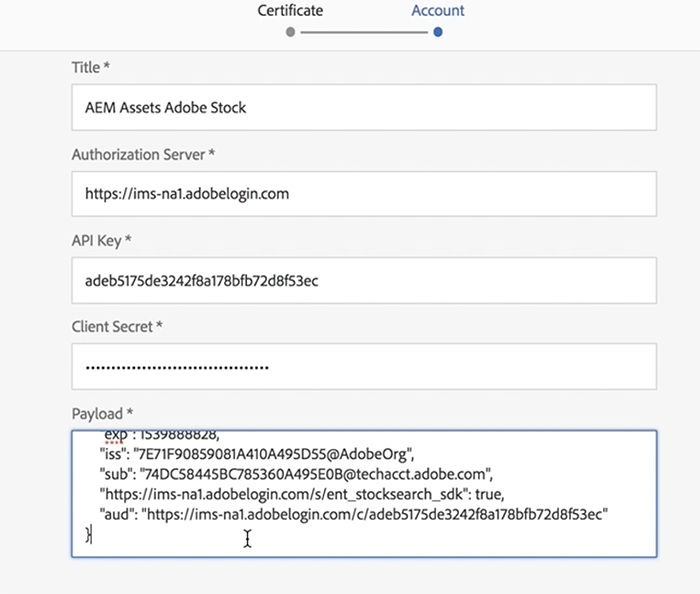 Certificate Account
Title *
AEM Assets Adobe Stock
Authorization Server *
https://ims-na1.adobelogin.com
API Key *
adeb5175de3242f8a178bfb72d8f53ec
Client Secret *
••••••••••••••••••••••••••••••••••••
Payload *
"exp": 1539888828,
"iss": "7E71F90859081A410A495D55@AdobeOrg",
"sub": "74DC58445BC785360A495E0B@techacct.adobe.com",
"https://ims-na1.adobelogin.com/s/ent_stocksearch_sdk": true,
"aud": "https://ims-na1.adobelogin.com/c/adeb5175de3242f8a178bfb72d8f53ec"
}